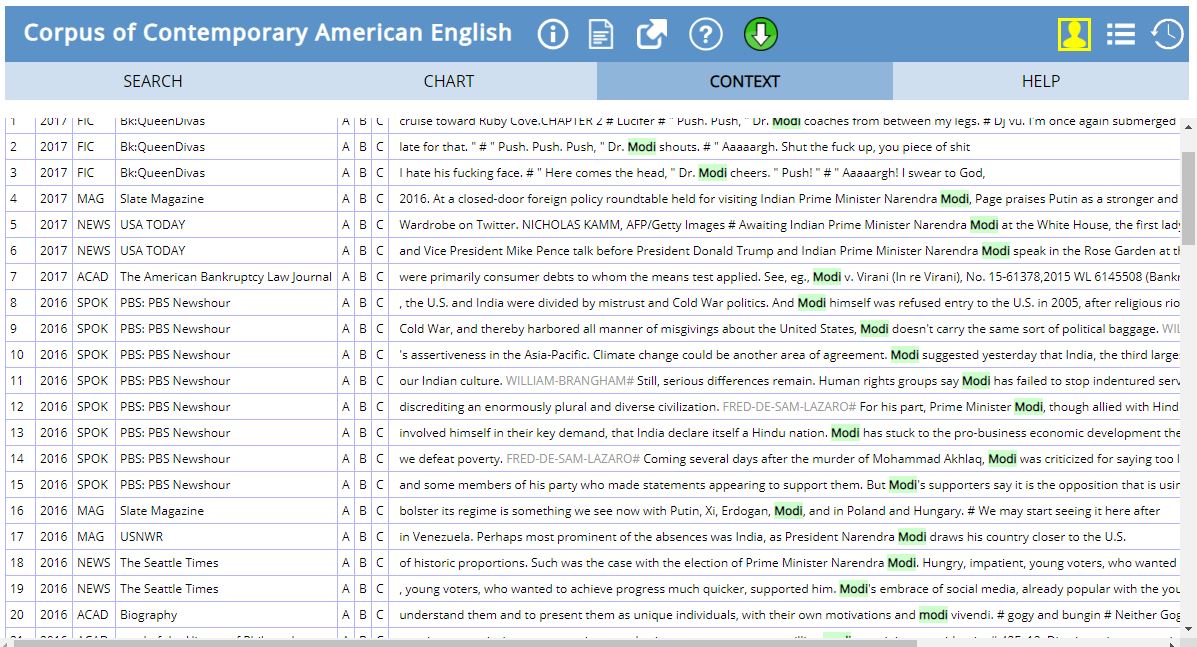 Corpus of Contemporary American English
SEARCH CHART CONTEXT HELP
1 2017 FIC Bk:QueenDivas A B C cruise toward Ruby Cove.CHAPTER 2 # Lucifer # " Push. Push, " Dr. Modi coaches from between my legs. # Dj vu. I'm once again submerged
2 2017 FIC Bk:QueenDivas A B C late for that. " # " Push. Push. Push, " Dr. Modi shouts. # " Aaaaargh. Shut the fuck up, you piece of shit
3 2017 FIC Bk:QueenDivas A B C I hate his fucking face. # " Here comes the head, " Dr. Modi cheers. " Push! " # " Aaaaargh! I swear to God,
4 2017 MAG Slate Magazine A B C 2016. At a closed-door foreign policy roundtable held for visiting Indian Prime Minister Narendra Modi, Page praises Putin as a stronger and
5 2017 NEWS USA TODAY A B C Wardrobe on Twitter. NICHOLAS KAMM, AFP/Getty Images # Awaiting Indian Prime Minister Narendra Modi at the White House, the first lady
6 2017 NEWS USA TODAY A B C and Vice President Mike Pence talk before President Donald Trump and Indian Prime Minister Narendra Modi speak in the Rose Garden at
7 2017 ACAD The American Bankruptcy Law Journal A B C were primarily consumer debts to whom the means test applied. See, eg., Modi v. Virani (In re Virani), No. 15-61378,2015 WL 6145508 (Bankr
8 2016 SPOK PBS: PBS Newshour A B C , the U.S. and India were divided by mistrust and Cold War politics. And Modi himself was refused entry to the U.S. in 2005, after religious rio
9 2016 SPOK PBS: PBS Newshour A B C Cold War, and thereby harbored all manner of misgivings about the United States, Modi doesn't carry the same sort of political baggage. WIL
10 2016 SPOK PBS: PBS Newshour A B C 's assertiveness in the Asia-Pacific. Climate change could be another area of agreement. Modi suggested yesterday that India, the third large
11 2016 SPOK PBS: PBS Newshour A B C our Indian culture. WILLIAM-BRANGHAM# Still, serious differences remain. Human rights groups say Modi has failed to stop indentured serv
12 2016 SPOK PBS: PBS Newshour A B C discrediting an enormously plural and diverse civilization. FRED-DE-SAM-LAZARO# For his part, Prime Minister Modi, though allied with Hind
13 2016 SPOK PBS: PBS Newshour A B C involved himself in their key demand, that India declare itself a Hindu nation. Modi has stuck to the pro-business economic development the
14 2016 SPOK PBS: PBS Newshour A B C we defeat poverty. FRED-DE-SAM-LAZARO# Coming several days after the murder of Mohammad Akhlaq, Modi was criticized for saying too l
15 2016 SPOK PBS: PBS Newshour A B C and some members of his party who made statements appearing to support them. But Modi's supporters say it is the opposition that is usin
16 2016 MAG Slate Magazine A B C bolster its regime is something we see now with Putin, Xi, Erdogan, Modi, and in Poland and Hungary. # We may start seeing it here after
17 2016 MAG USNWR A B C in Venezuela. Perhaps most prominent of the absences was India, as President Narendra Modi draws his country closer to the U.S.
18 2016 NEWS The Seattle Times A B C of historic proportions. Such was the case with the election of Prime Minister Narendra Modi. Hungry, impatient, young voters, who wanted
19 2016 NEWS The Seattle Times A B C , young voters, who wanted to achieve progress much quicker, supported him. Modi's embrace of social media, already popular with the you
20 2016 ACAD Biography A B C understand them and to present them as unique individuals, with their own motivations and modi vivendi. # gogy and bungin # Neither Gog